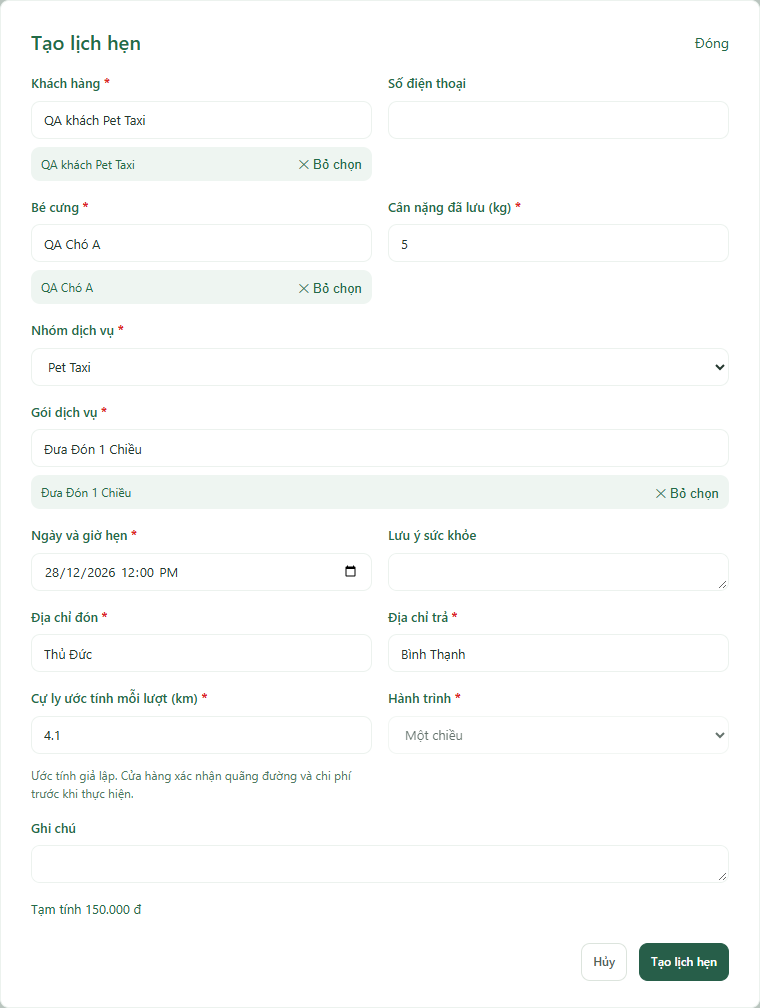 Tạo lịch hẹn
Đóng
Khách hàng *
Số điện thoại
QA khách Pet Taxi
QA khách Pet Taxi
Bỏ chọn
Bé cưng *
Cân nặng đã lưu (kg) *
QA Chó A
5
QA Chó A
Bỏ chọn
Nhóm dịch vụ *
Pet Taxi
Gói dịch vụ *
Đưa Đón 1 Chiều
Đưa Đón 1 Chiều
Bỏ chọn
Ngày và giờ hẹn *
Lưu ý sức khỏe
28/12/2026 12:00 PM
Địa chỉ đón *
Địa chỉ trả *
Thủ Đức
Bình Thạnh
Cự ly ước tính mỗi lượt (km) *
Hành trình *
4.1
Một chiều
Ước tính giả lập. Cửa hàng xác nhận quãng đường và chi phí
trước khi thực hiện.
Ghi chú
Tạm tính 150.000 đ
Hủy
Tạo lịch hẹn